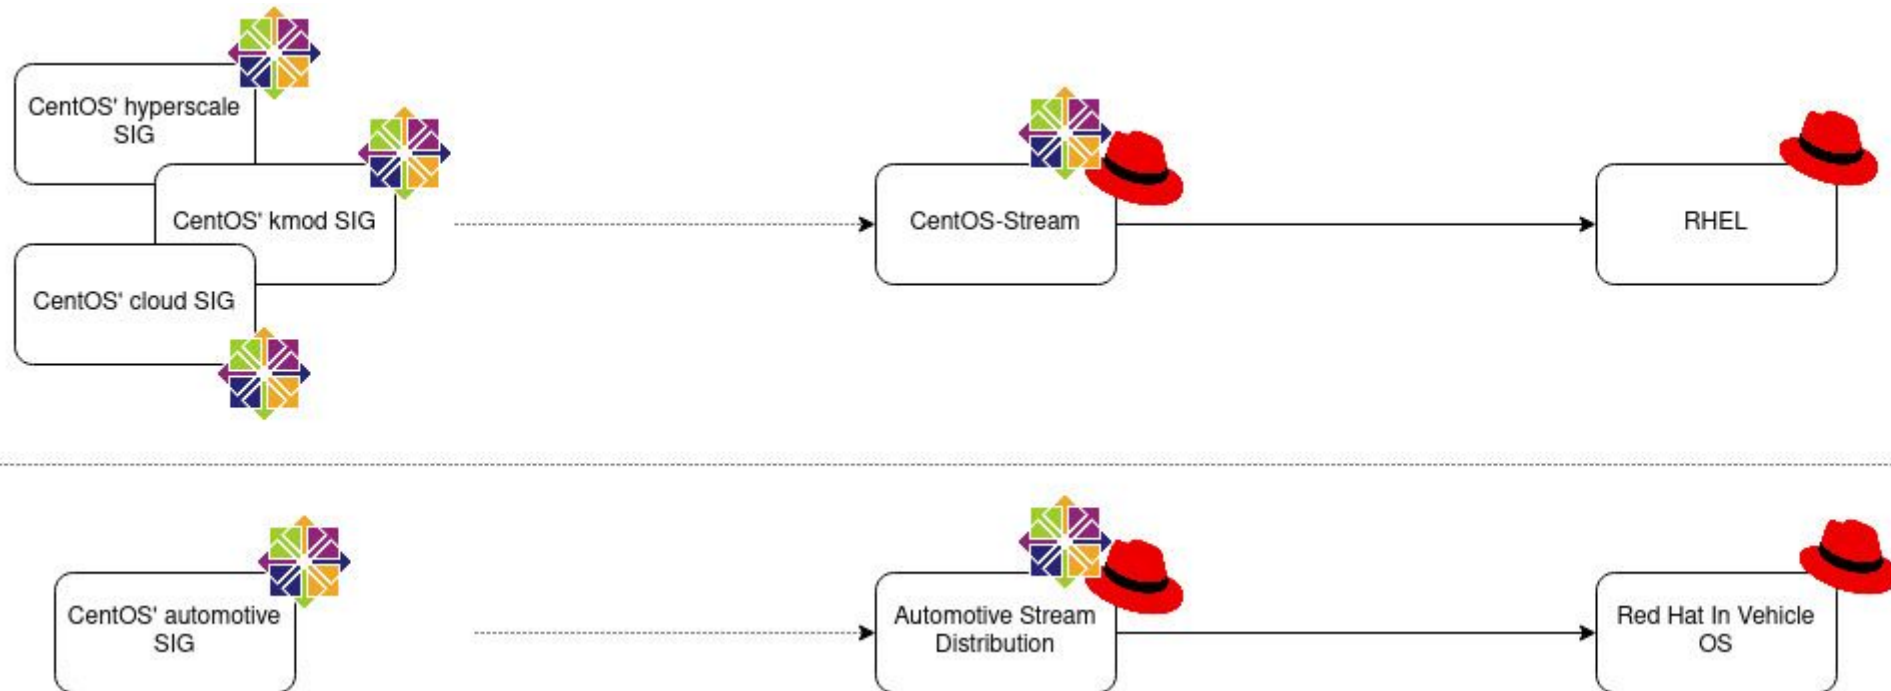 CentOS' hyperscale
SIG
CentOS' kmod SIG
CentOS' cloud SIG
CentOS-Stream
RHEL
CentOS' automotive
SIG
Automotive Stream
Distribution
Red Hat In Vehicle
OS